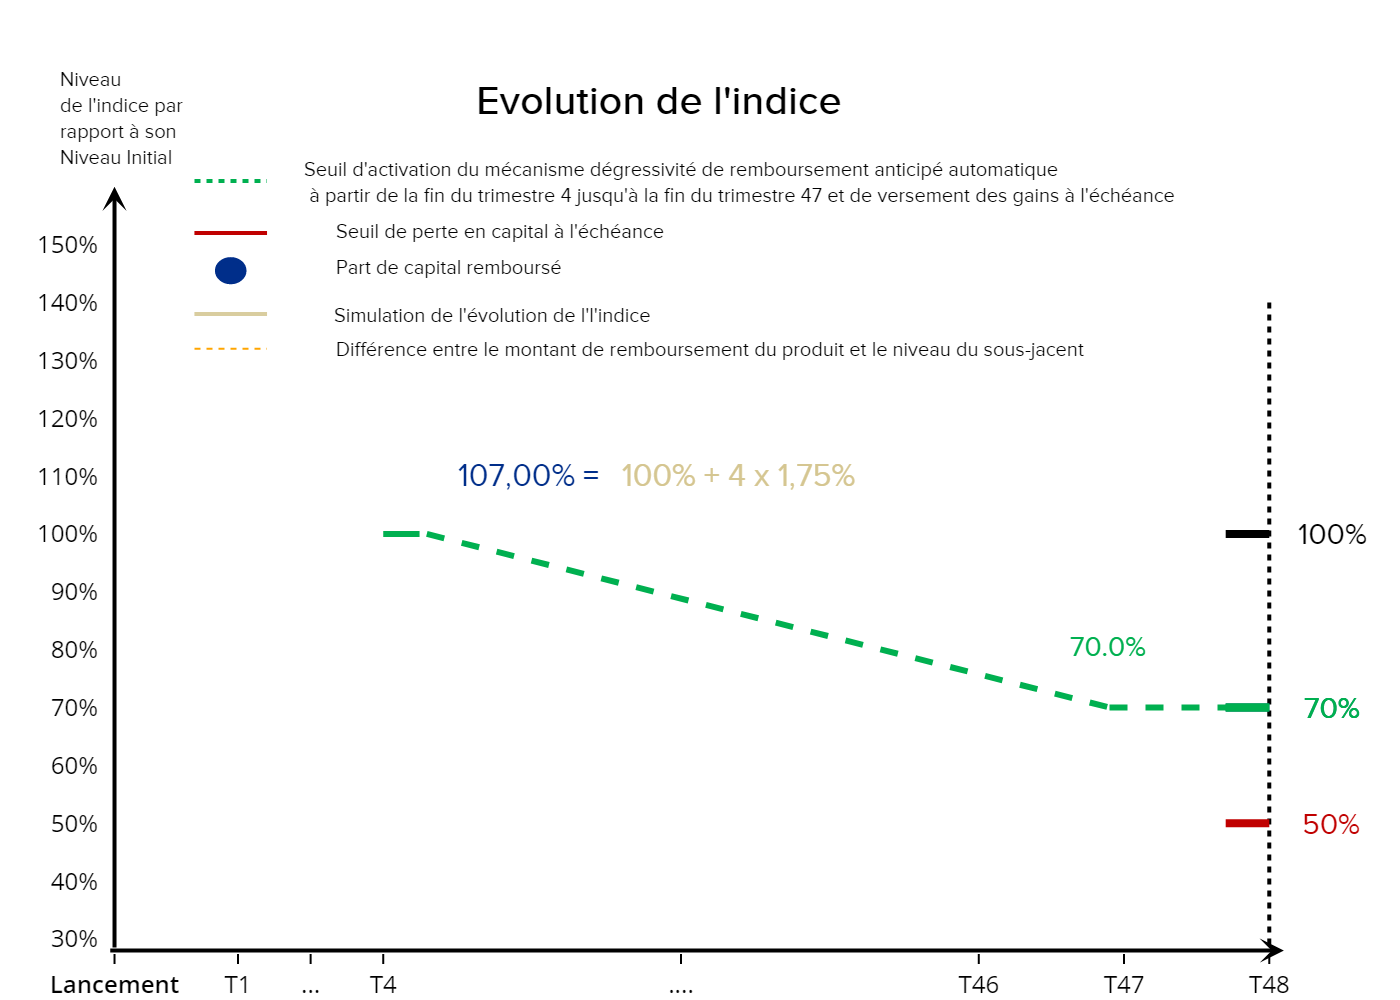 Niveau
de l'indice par
rapport à son
Niveau Initial
Evolution de l'indice
Seuil d'activation du mécanisme dégressivité de remboursement anticipé automatique
à partir de la fin du trimestre 4 jusqu'à la fin du trimestre 47 et de versement des gains à l'échéance
Seuil de perte en capital à l'échéance
Part de capital remboursé
Simulation de l'évolution de l'l'indice
Différence entre le montant de remboursement du produit et le niveau du sous-jacent
150%
140%
130%
120%
110%
107,00% = 100% + 4 x 1,75%
100%
100%
90%
80%
70.0%
70%
70%
60%
50%
50%
40%
30%
Lancement T1 ... T4 .... T46 T47 T48